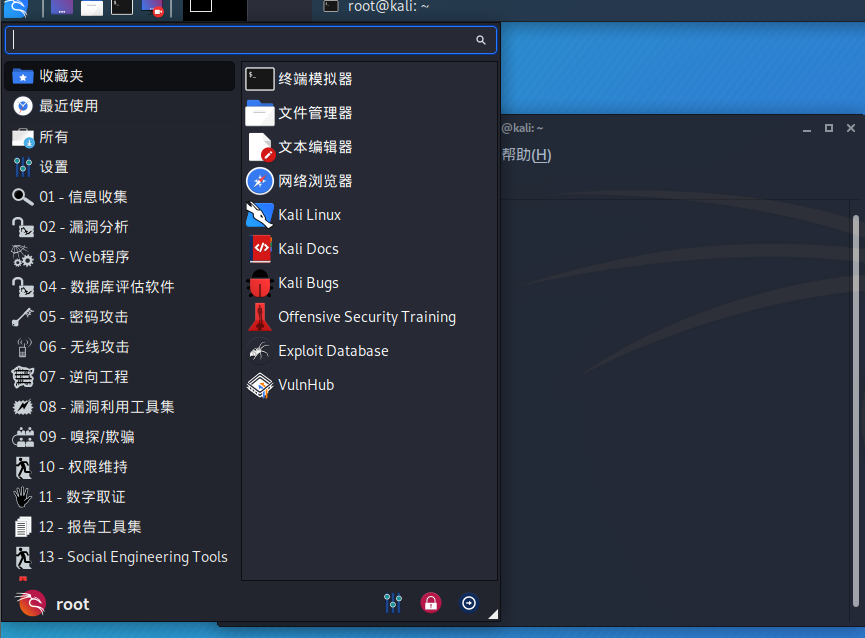 root@kali: ~
收藏夹
最近使用
所有
设置
01 - 信息收集
02 - 漏洞分析
03 - Web程序
04 - 数据库评估软件
05 - 密码攻击
06 - 无线攻击
07 - 逆向工程
08 - 漏洞利用工具集
09 - 嗅探/欺骗
10 - 权限维持
11 - 数字取证
12 - 报告工具集
13 - Social Engineering Tools
终端模拟器
文件管理器
文本编辑器
网络浏览器
Kali Linux
Kali Docs
Kali Bugs
Offensive Security Training
Exploit Database
VulnHub
@kali: ~
帮助(H)
root